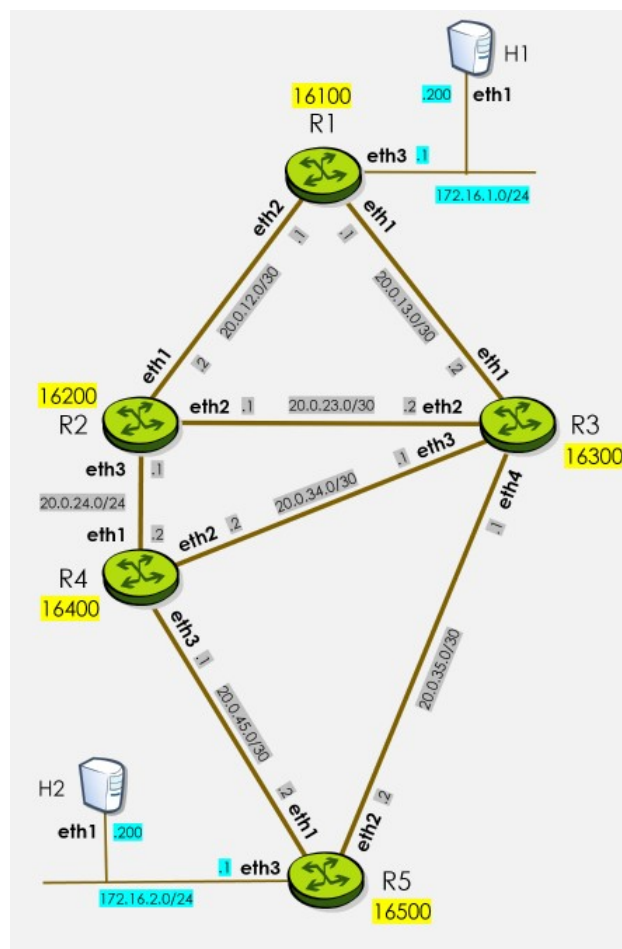 H1
.200 eth1
16100
R1
eth3 .1
172.16.1.0/24
eth2 .1
.1 eth1
20.0.12.0/30
20.0.13.0/30
eth1 .2
.2 eth1
16200
R2
eth2 .1 20.0.23.0/30 .2 eth2
R3
16300
eth3 .1
20.0.24.0/24
eth1 .2
.1 eth3
20.0.34.0/30
eth2 .2
eth4
.1
R4
16400
eth3
.1
20.0.35.0/30
20.0.45.0/30
H2
eth1 .200
.2 eth1
eth2 .2
.1 eth3
172.16.2.0/24
R5
16500